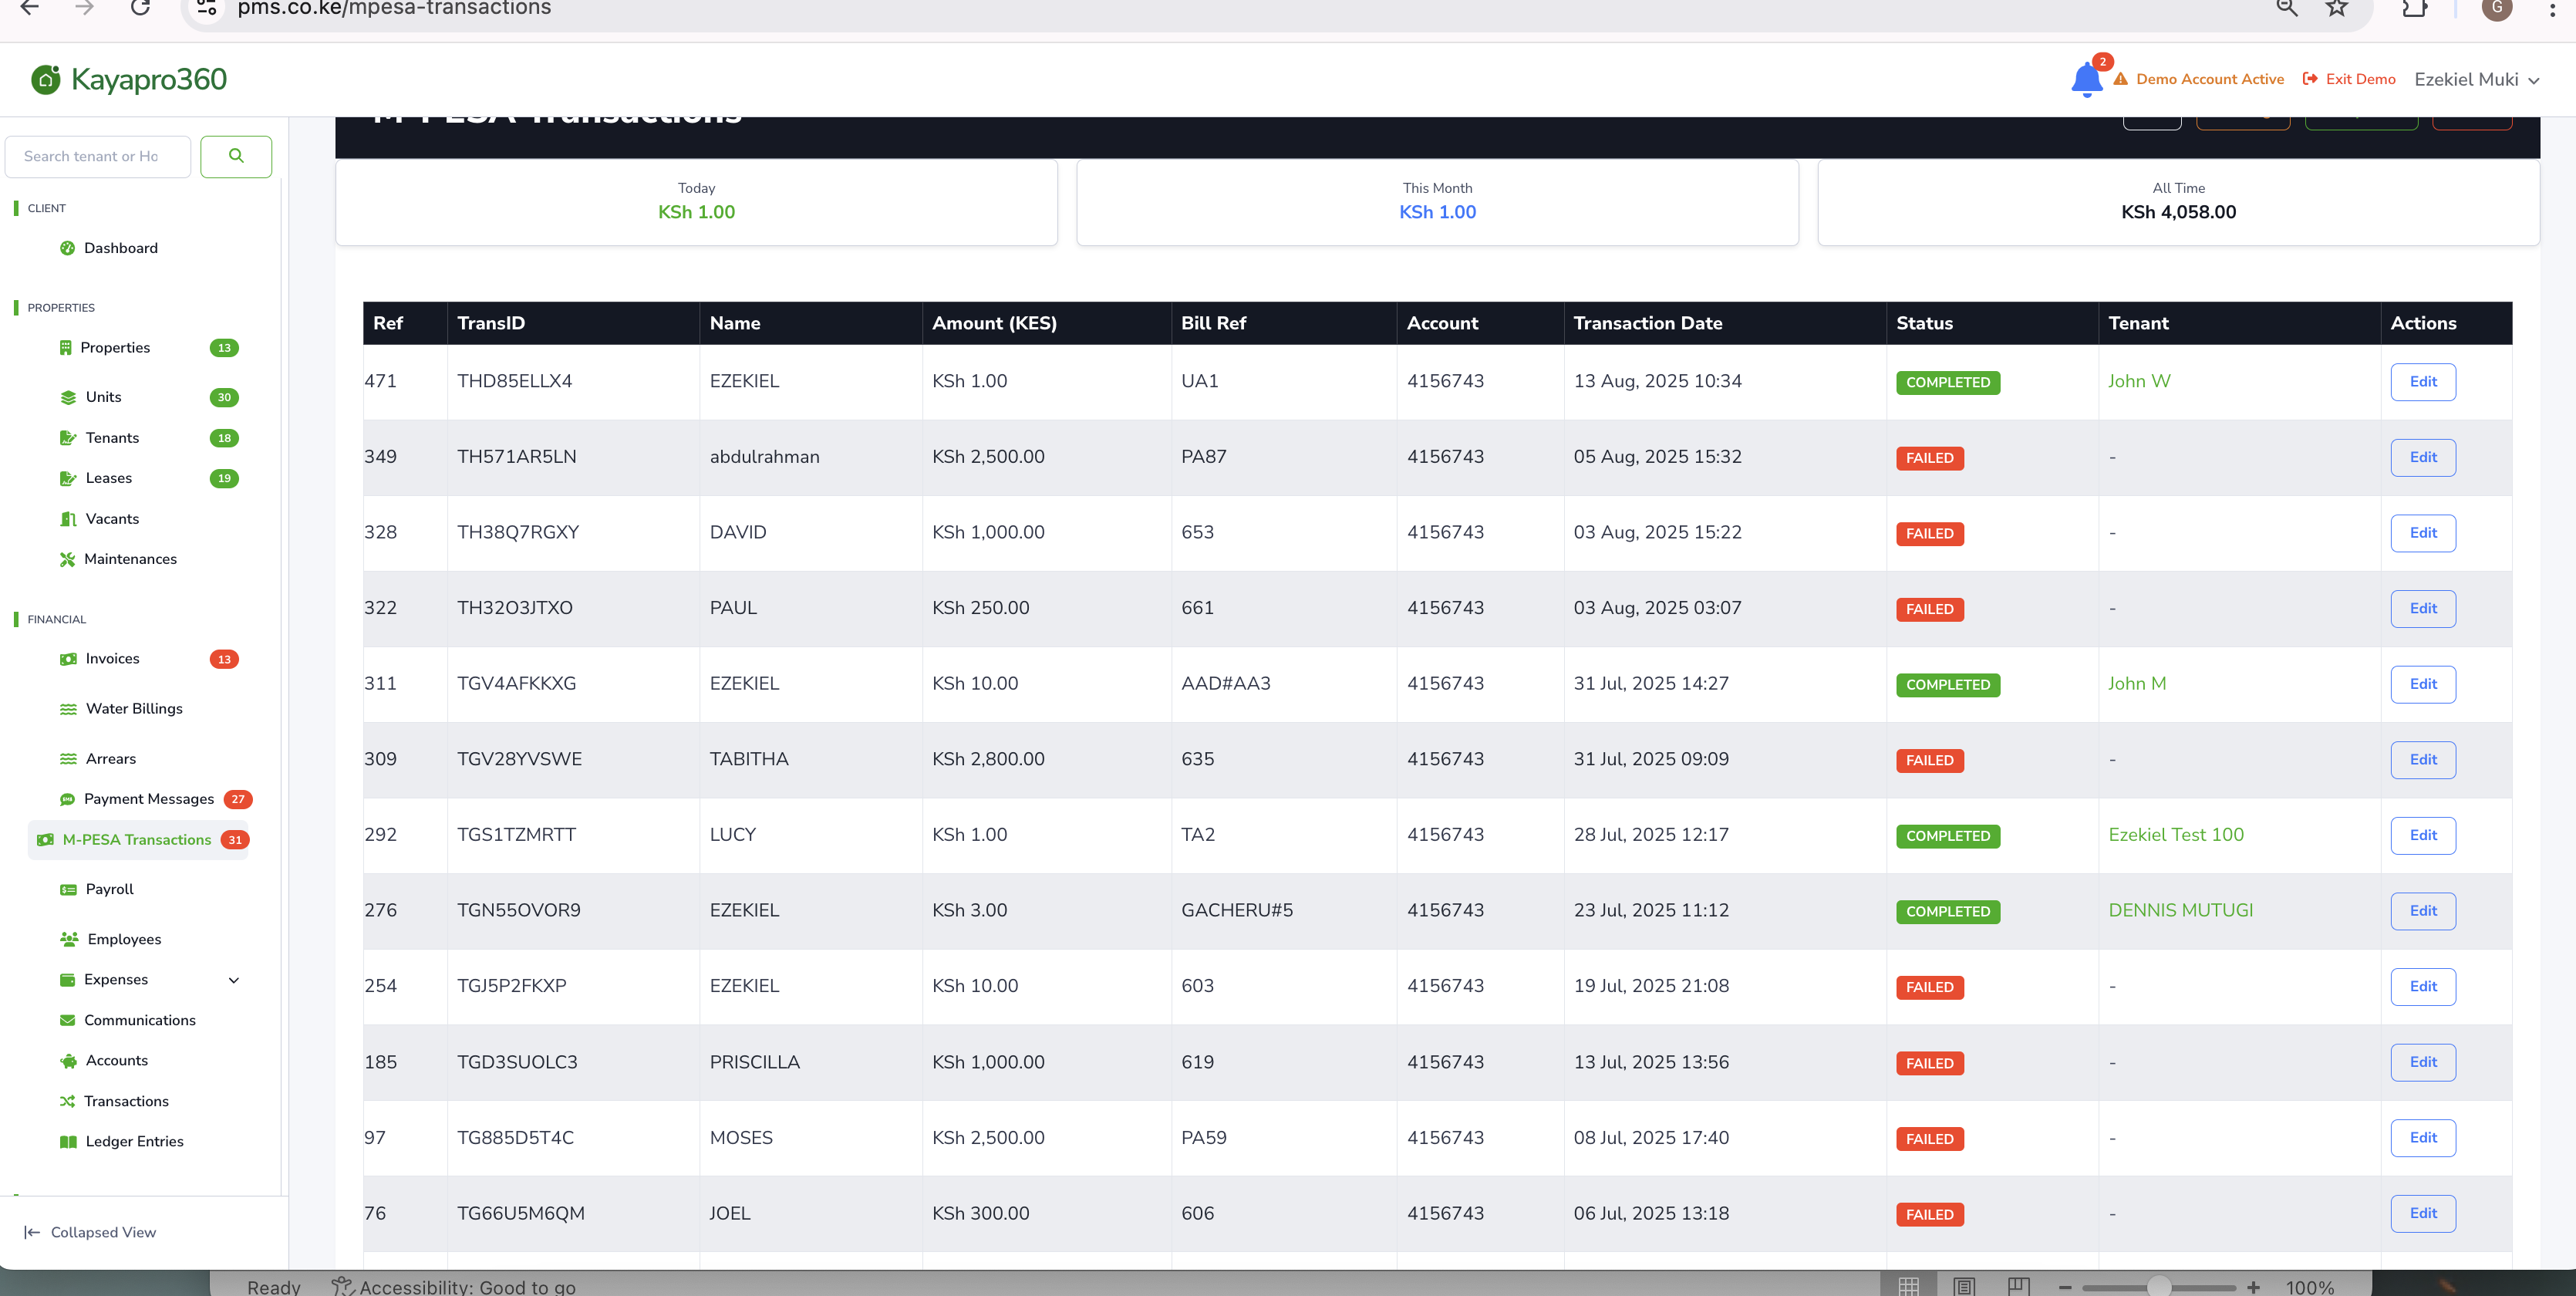 pms.co.ke/mpesa-transactions
G
Kayapro360
2
Demo Account Active
Exit Demo
Ezekiel Muki
M-PESA Transactions
Search tenant or Ho
CLIENT
Dashboard
PROPERTIES
Properties 13
Units 30
Tenants 18
Leases 19
Vacants
Maintenances
FINANCIAL
Invoices 13
Water Billings
Arrears
Payment Messages 27
M-PESA Transactions 31
Payroll
Employees
Expenses
Communications
Accounts
Transactions
Ledger Entries
Collapsed View
Today
KSh 1.00
This Month
KSh 1.00
All Time
KSh 4,058.00
Ref TransID Name Amount (KES) Bill Ref Account Transaction Date Status Tenant Actions
471 THD85ELLX4 EZEKIEL KSh 1.00 UA1 4156743 13 Aug, 2025 10:34 COMPLETED John W Edit
349 TH571AR5LN abdulrahman KSh 2,500.00 PA87 4156743 05 Aug, 2025 15:32 FAILED - Edit
328 TH38Q7RGXY DAVID KSh 1,000.00 653 4156743 03 Aug, 2025 15:22 FAILED - Edit
322 TH32O3JTXO PAUL KSh 250.00 661 4156743 03 Aug, 2025 03:07 FAILED - Edit
311 TGV4AFKKXG EZEKIEL KSh 10.00 AAD#AA3 4156743 31 Jul, 2025 14:27 COMPLETED John M Edit
309 TGV28YVSWE TABITHA KSh 2,800.00 635 4156743 31 Jul, 2025 09:09 FAILED - Edit
292 TGS1TZMRTT LUCY KSh 1.00 TA2 4156743 28 Jul, 2025 12:17 COMPLETED Ezekiel Test 100 Edit
276 TGN55OVOR9 EZEKIEL KSh 3.00 GACHERU#5 4156743 23 Jul, 2025 11:12 COMPLETED DENNIS MUTUGI Edit
254 TGJ5P2FKXP EZEKIEL KSh 10.00 603 4156743 19 Jul, 2025 21:08 FAILED - Edit
185 TGD3SUOLC3 PRISCILLA KSh 1,000.00 619 4156743 13 Jul, 2025 13:56 FAILED - Edit
97 TG885D5T4C MOSES KSh 2,500.00 PA59 4156743 08 Jul, 2025 17:40 FAILED - Edit
76 TG66U5M6QM JOEL KSh 300.00 606 4156743 06 Jul, 2025 13:18 FAILED - Edit
Ready Accessibility: Good to go 100%